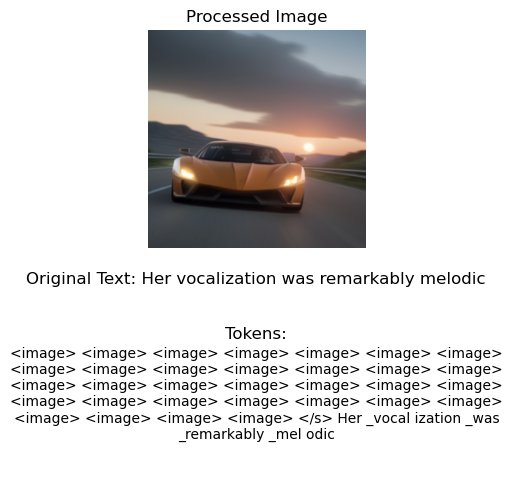 Processed Image
Original Text: Her vocalization was remarkably melodic
Tokens:
<image> <image> <image> <image> <image> <image> <image>
<image> <image> <image> <image> <image> <image> <image>
<image> <image> <image> <image> <image> <image> <image>
<image> <image> <image> <image> <image> <image> <image>
<image> <image> <image> <image> </s> Her _vocal ization _was
_remarkably _mel odic